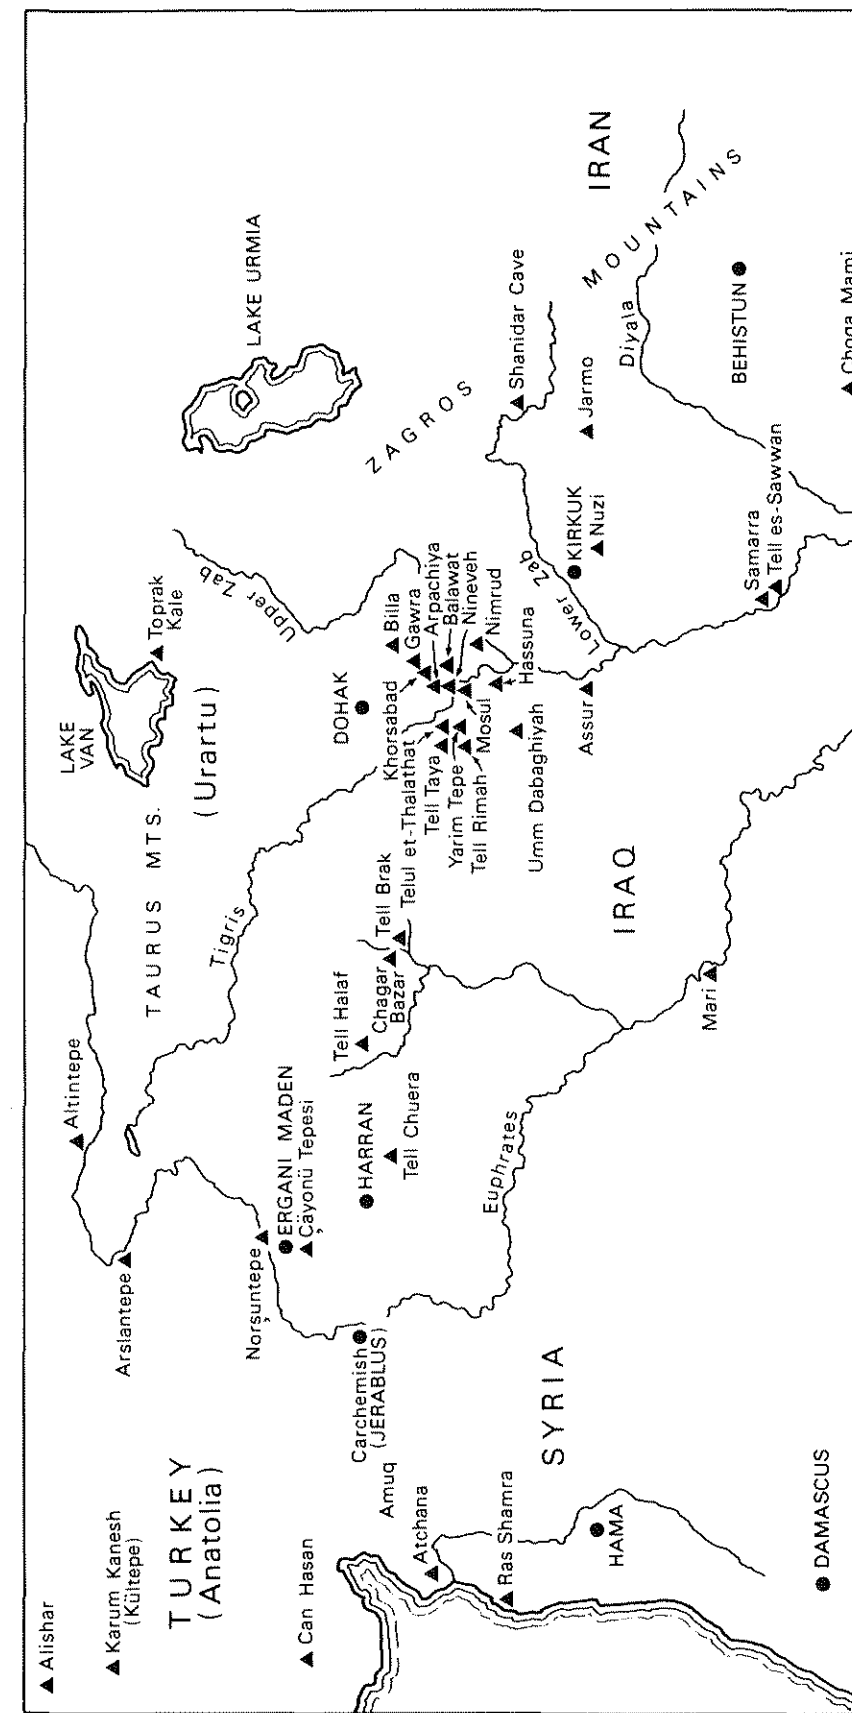 Alishar
Karum Kanesh
(Kültepe)
TURKEY
(Anatolia)
Can Hasan
Arslantepe
Altintepe
Norşuntepe
ERGANI MADEN
Çäyonü Tepesi
TAURUS MTS.
LAKE
VAN
Toprak
Kale
(Urartu)
LAKE URMIA
Tigris
Upper Zab
ZAGROS
MOUNTAINS
IRAN
Carchemish
(JERABLUS)
Amuq
Atchana
Ras Shamra
SYRIA
HAMA
DAMASCUS
HARRAN
Tell Chuera
Tell Halaf
Chagar
Bazar
Tell Brak
Euphrates
DOHAK
Khorsabad
Billa
Gawra
Arpachiya
Balawat
Nineveh
Nimrud
Telul et-Thalathat
Tell Taya
Yarim Tepe
Tell Rimah
Mosul
Hassuna
Umm Dabaghiyah
Assur
Lower Zab
KIRKUK
Nuzi
Shanidar Cave
Jarmo
Diyala
IRAQ
Mari
Samarra
Tell es-Sawwan
BEHISTUN
Choga Mami